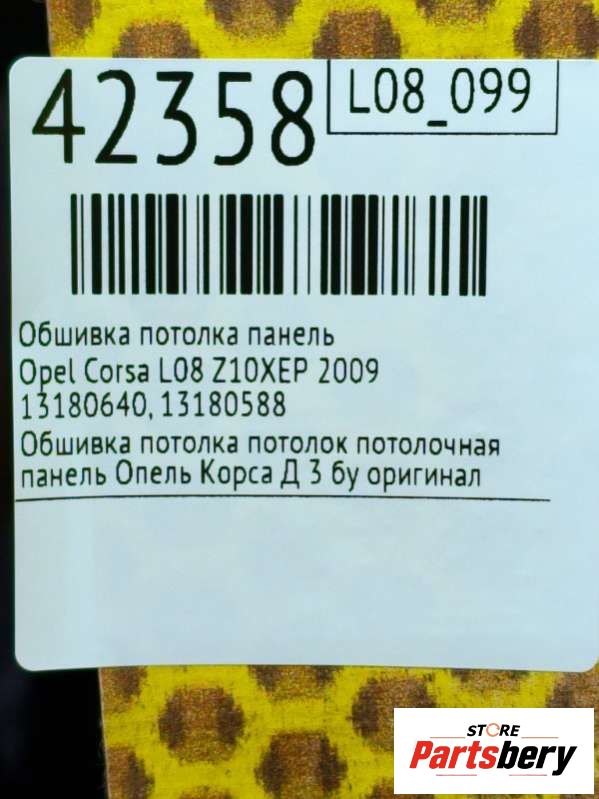 42358
L08_099
Обшивка потолка панель
Opel Corsa L08 Z10XEP 2009
13180640, 13180588
Обшивка потолка потолок потолочная
панель Опель Корса Д 3 бу оригинал
STORE
Partsbery